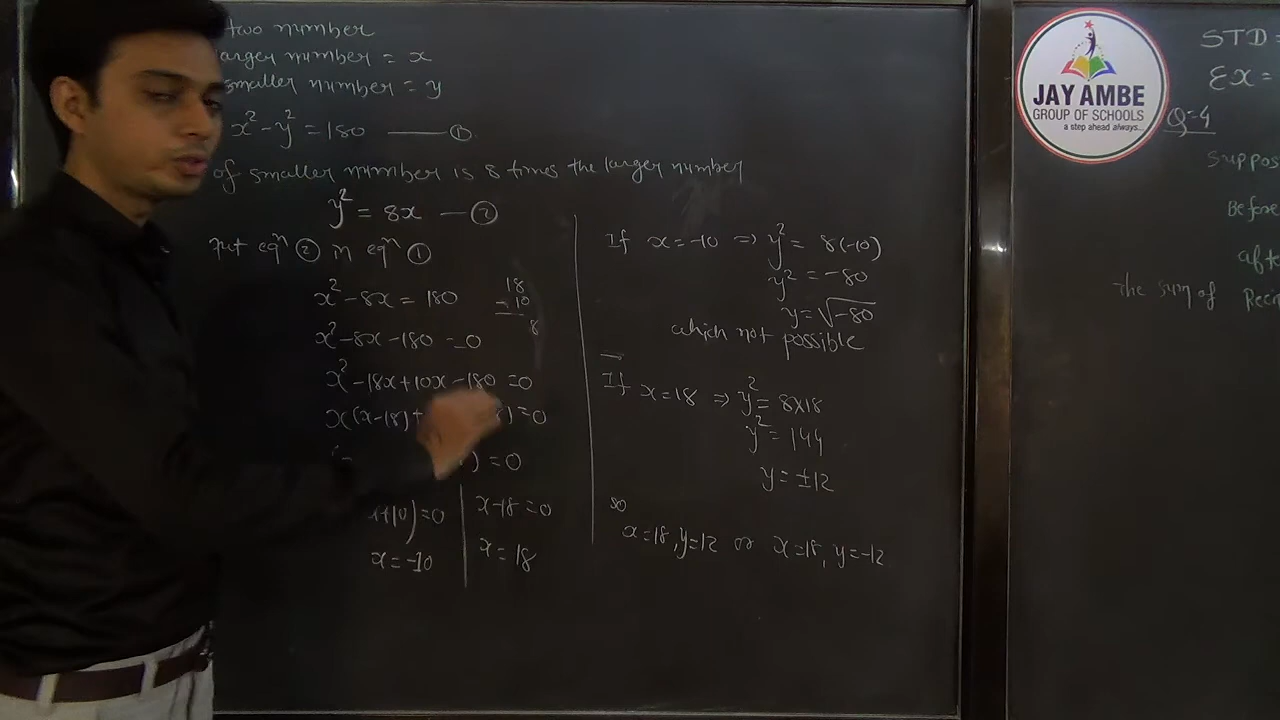 two number
arger number = x
smaller number = y
x² - y² = 180 —— ①
of smaller number is 8 times the larger number
y² = 8x — ②
put eqⁿ ② in eqⁿ ①
x² - 8x = 180
18
- 10
8
x² - 8x - 180 = 0
x² - 18x + 10x - 180 = 0
x(x-18)+ 8) = 0
) = 0
x+10) = 0
x = -10
x - 18 = 0
x = 18
If x = -10 ⇒ y² = 8(-10)
y² = -80
y = √-80
which not possible
If x = 18 ⇒ y² = 8x18
y² = 144
y = ±12
so
x = 18, y = 12 or x = 18, y = -12
JAY AMBE
GROUP OF SCHOOLS
a step ahead always...
STD =
EX =
Q-4
Suppos
Before
afte
The sum of Reci